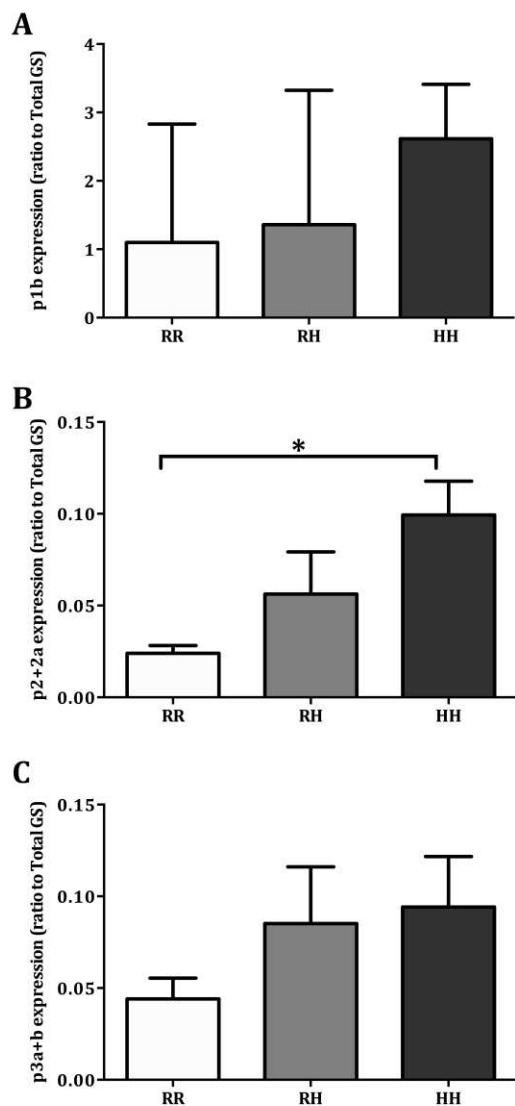 A
p1b expression (ratio to Total GS)
4
3
2
1
0
RR RH HH
B
p2+2a expression (ratio to Total GS)
0.15
*
0.10
0.05
0.00
RR RH HH
C
p3a+b expression (ratio to Total GS)
0.15
0.10
0.05
0.00
RR RH HH